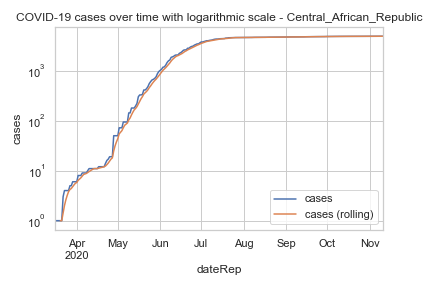 COVID-19 cases over time with logarithmic scale - Central_African_Republic
cases
10³
10²
10¹
10⁰
Apr
2020
May
Jun
Jul
Aug
Sep
Oct
Nov
dateRep
cases
cases (rolling)